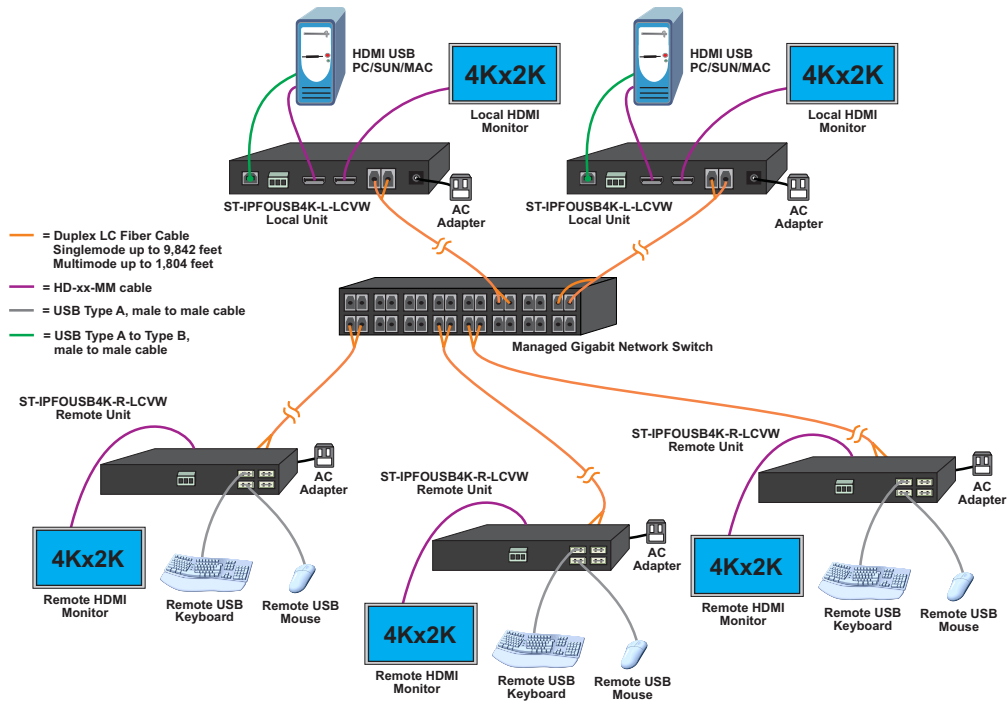 HDMI USB
PC/SUN/MAC
4Kx2K
Local HDMI
Monitor
HDMI USB
PC/SUN/MAC
4Kx2K
Local HDMI
Monitor
ST-IPFOUSB4K-L-LCVW
Local Unit
AC
Adapter
ST-IPFOUSB4K-L-LCVW
Local Unit
AC
Adapter
= Duplex LC Fiber Cable
Singlemode up to 9,842 feet
Multimode up to 1,804 feet
= HD-xx-MM cable
= USB Type A, male to male cable
= USB Type A to Type B,
male to male cable
Managed Gigabit Network Switch
ST-IPFOUSB4K-R-LCVW
Remote Unit
AC
Adapter
4Kx2K
Remote HDMI
Monitor
Remote USB
Keyboard
Remote USB
Mouse
ST-IPFOUSB4K-R-LCVW
Remote Unit
AC
Adapter
4Kx2K
Remote HDMI
Monitor
Remote USB
Keyboard
Remote USB
Mouse
ST-IPFOUSB4K-R-LCVW
Remote Unit
AC
Adapter
4Kx2K
Remote HDMI
Monitor
Remote USB
Keyboard
Remote USB
Mouse